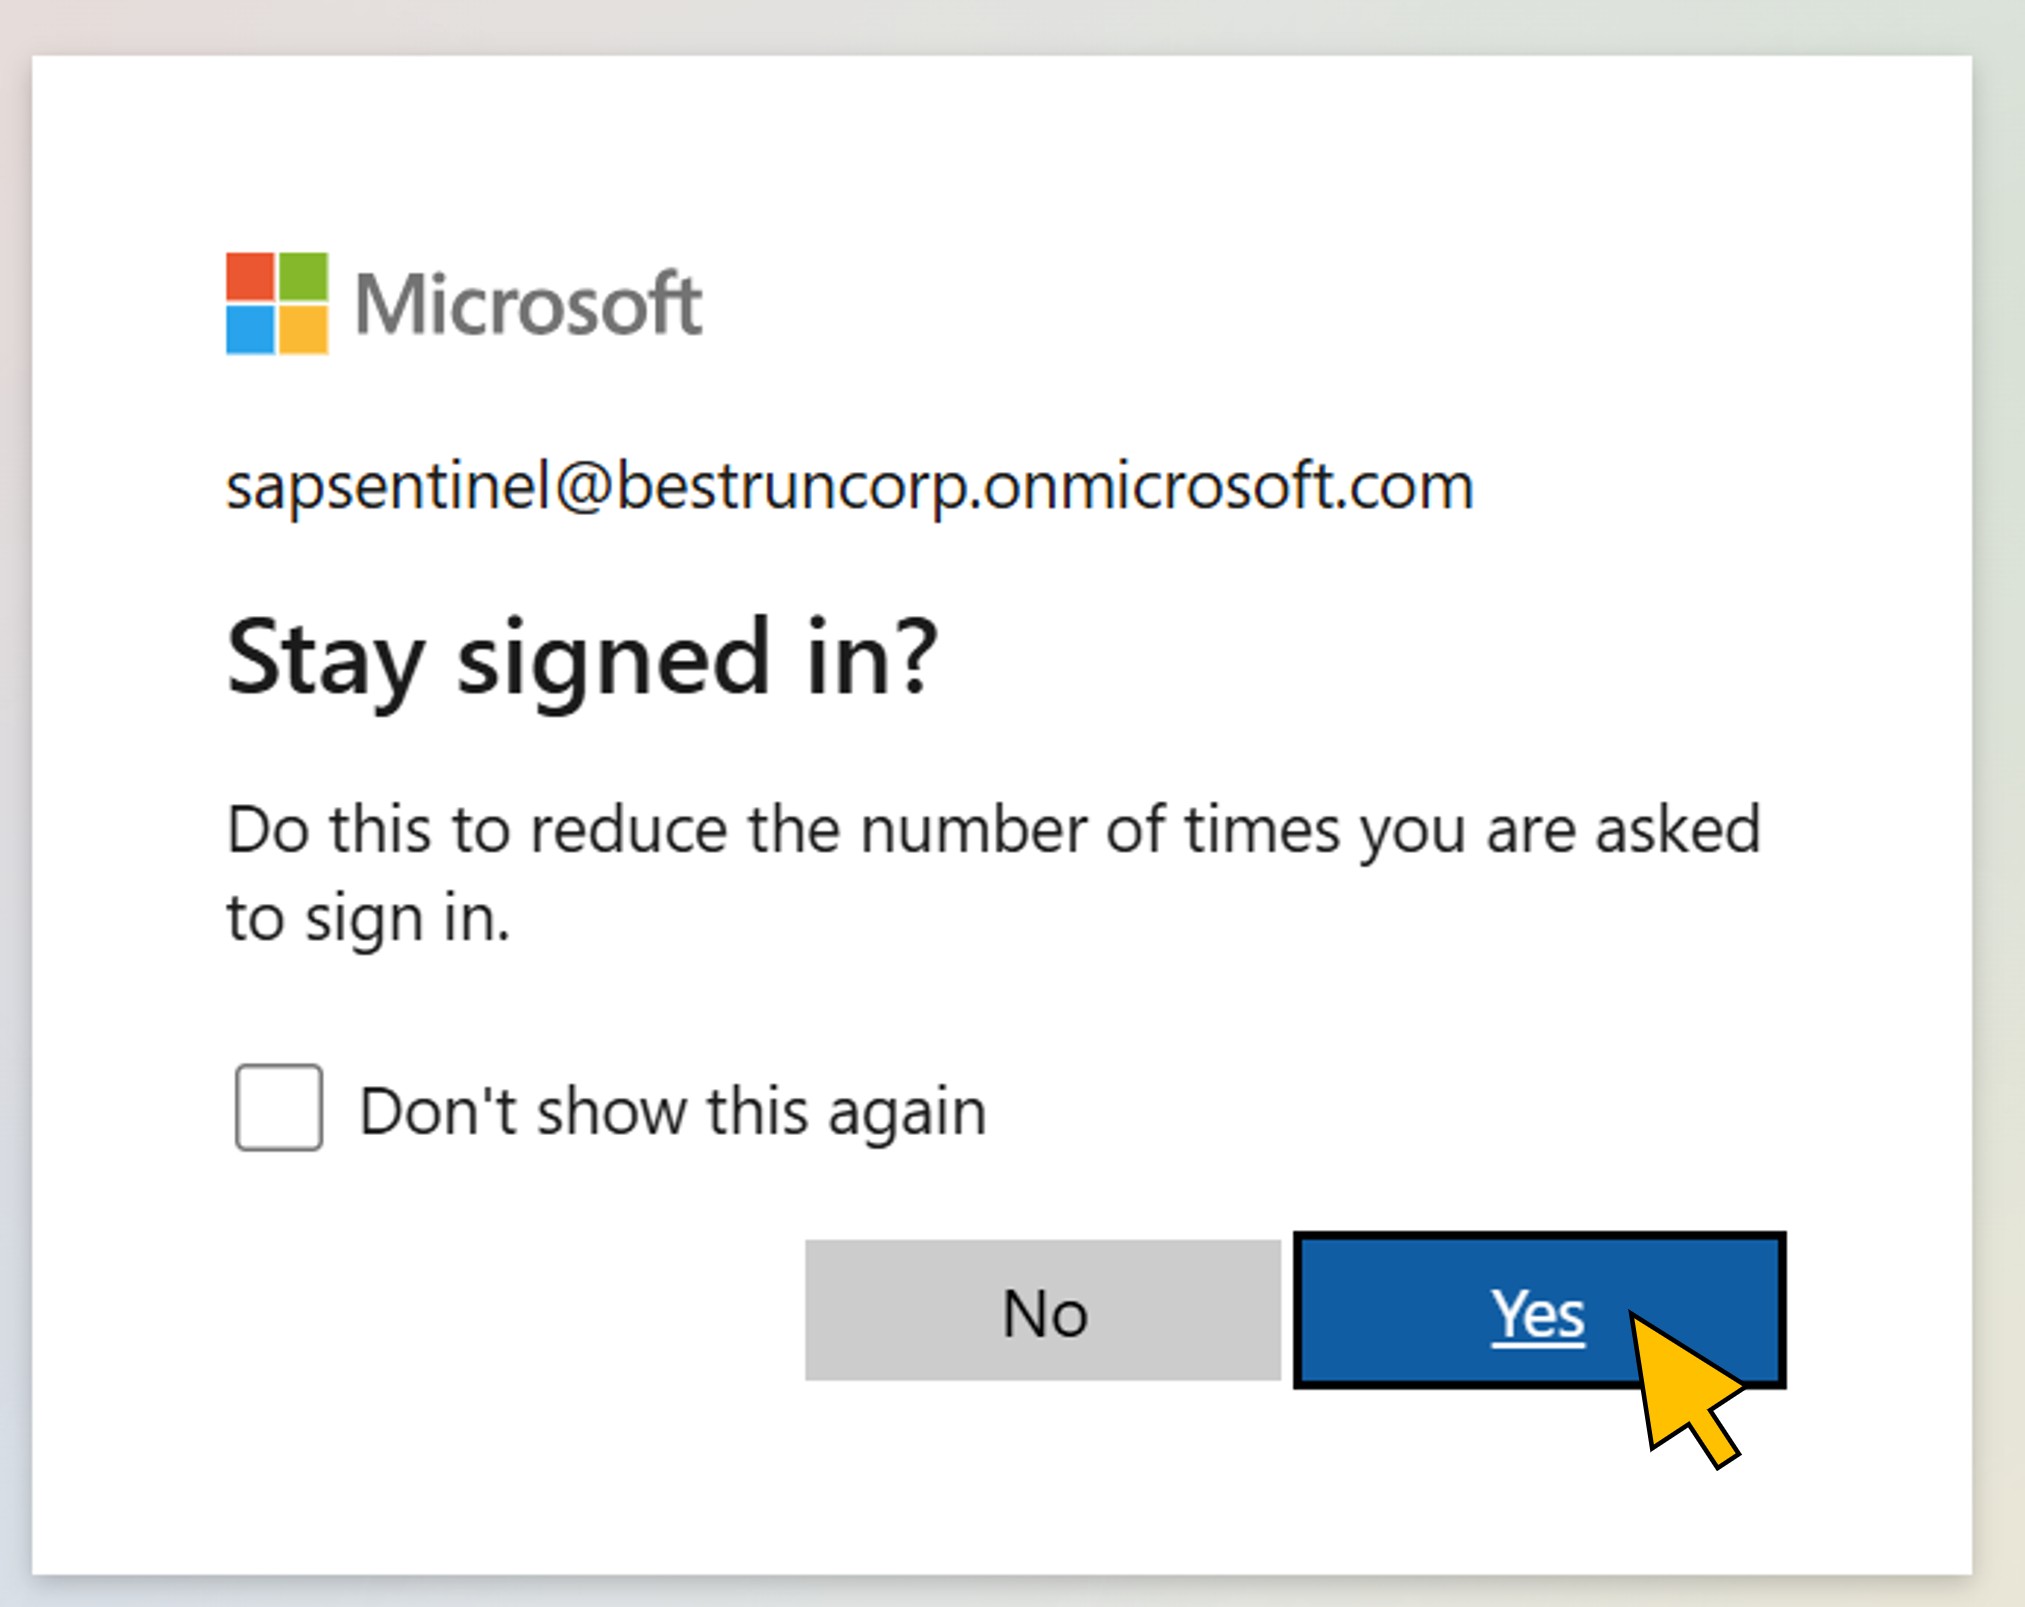 Microsoft
sapsentinel@bestruncorp.onmicrosoft.com
Stay signed in?
Do this to reduce the number of times you are asked
to sign in.
Don't show this again
No
Yes